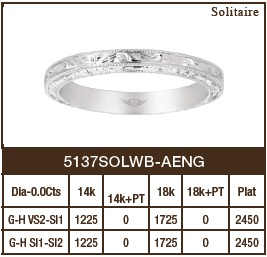 Solitaire
5137SOLWB-AENG
Dia-0.0Cts 14k 14k+PT 18k 18k+PT Plat
G-H VS2-SI1 1225 0 1725 0 2450
G-H SI1-SI2 1225 0 1725 0 2450